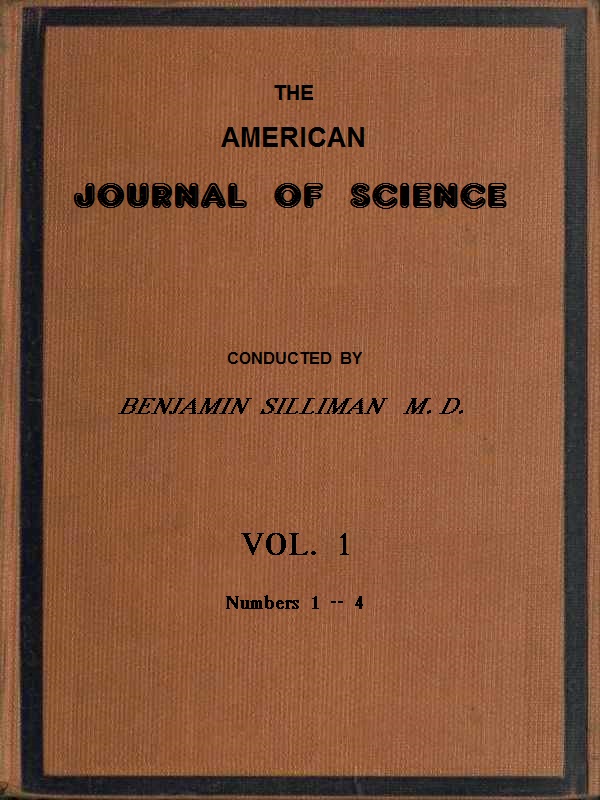 THE
AMERICAN
JOURNAL OF SCIENCE
CONDUCTED BY
BENJAMIN SILLIMAN M. D.
VOL. 1
Numbers 1 -- 4